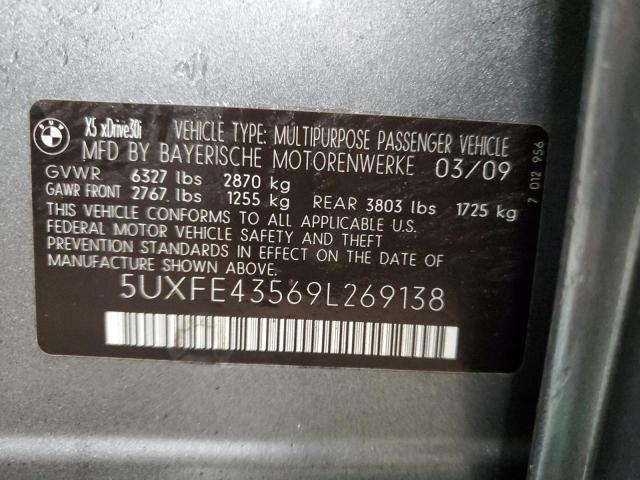 BMW
X5 xDrive30i VEHICLE TYPE: MULTIPURPOSE PASSENGER VEHICLE
MFD BY BAYERISCHE MOTORENWERKE 03/09
GVWR 6327 lbs 2870 kg
GAWR FRONT 2767 lbs 1255 kg REAR 3803 lbs 1725 kg
THIS VEHICLE CONFORMS TO ALL APPLICABLE U.S.
FEDERAL MOTOR VEHICLE SAFETY AND THEFT
PREVENTION STANDARDS IN EFFECT ON THE DATE OF
MANUFACTURE SHOWN ABOVE.
5UXFE43569L269138
7 012 956